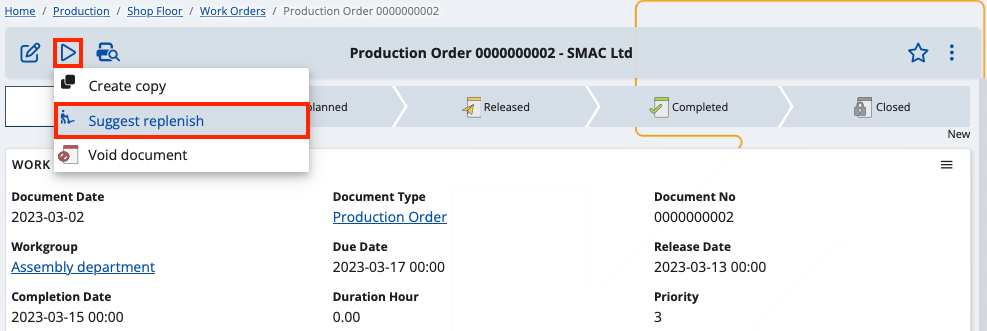 Home / Production / Shop Floor / Work Orders / Production Order 0000000002
Production Order 0000000002 - SMAC Ltd
Create copy
Suggest replenish
Void document
planned
Released
Completed
Closed
New
WORK
Document Date
Document Type
Document No
2023-03-02
Production Order
0000000002
Workgroup
Due Date
Release Date
Assembly department
2023-03-17 00:00
2023-03-13 00:00
Completion Date
Duration Hour
Priority
2023-03-15 00:00
0.00
3